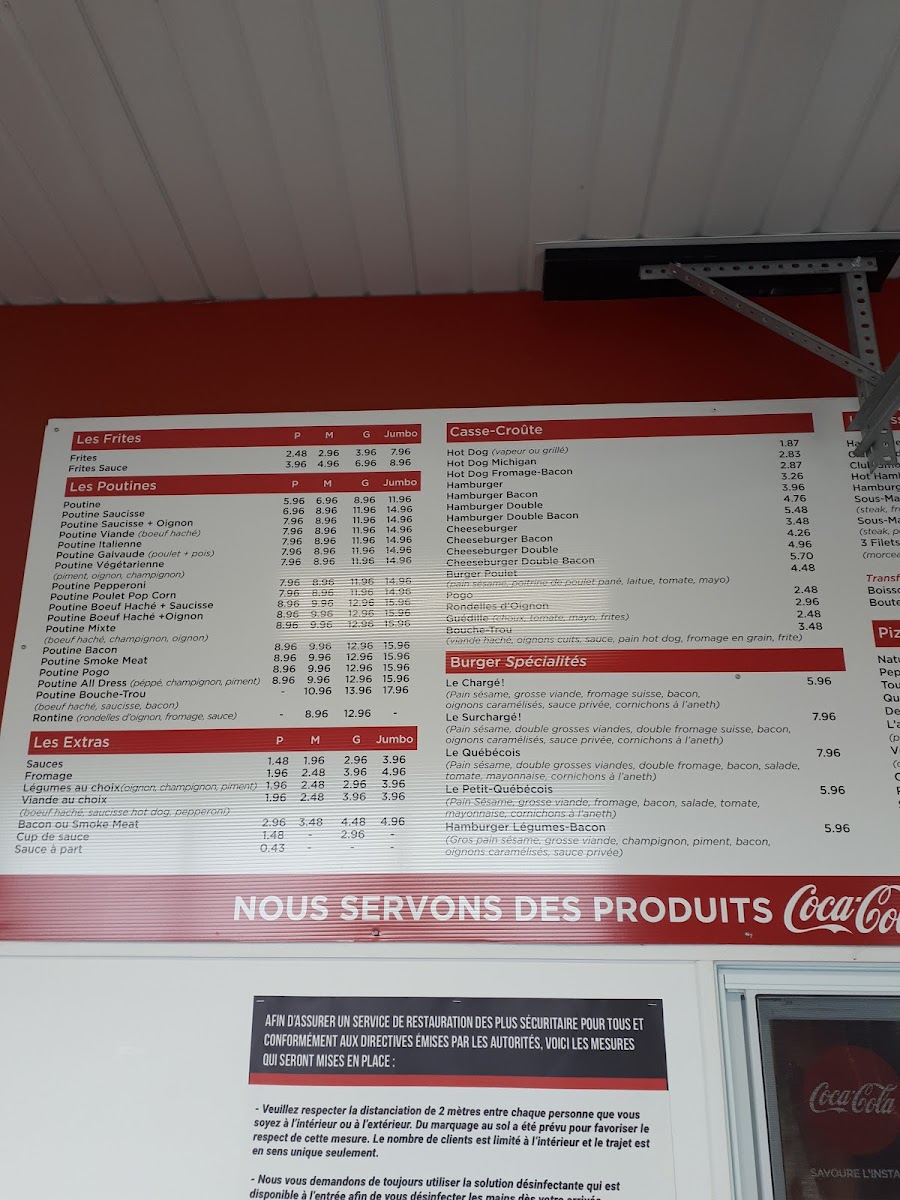 Les Frites P M G Jumbo
Frites 2.48 2.96 3.96 7.96
Frites Sauce 3.96 4.96 6.96 8.96
Les Poutines P M G Jumbo
Poutine 5.96 6.96 8.96 11.96
Poutine Saucisse 6.96 8.96 11.96 14.96
Poutine Saucisse + Oignon 7.96 8.96 11.96 14.96
Poutine Viande (boeuf haché) 7.96 8.96 11.96 14.96
Poutine Italienne 7.96 8.96 11.96 14.96
Poutine Galvaude (poulet + pois) 7.96 8.96 11.96 14.96
Poutine Végétarienne 7.96 8.96 11.96 14.96
(piment, oignon, champignon)
Poutine Pepperoni 7.96 8.96 11.96 14.96
Poutine Poulet Pop Corn 7.96 8.96 11.96 14.96
Poutine Boeuf Haché + Saucisse 8.96 9.96 12.96 15.96
Poutine Boeuf Haché +Oignon 8.96 9.96 12.96 15.96
Poutine Mixte 8.96 9.96 12.96 15.96
(boeuf haché, champignon, oignon)
Poutine Bacon 8.96 9.96 12.96 15.96
Poutine Smoke Meat 8.96 9.96 12.96 15.96
Poutine Pogo 8.96 9.96 12.96 15.96
Poutine All Dress (péppé, champignon, piment) 8.96 9.96 12.96 15.96
Poutine Bouche-Trou - 10.96 13.96 17.96
(boeuf haché, saucisse, bacon)
Rontine (rondelles d'oignon, fromage, sauce) - 8.96 12.96 -
Les Extras P M G Jumbo
Sauces 1.48 1.96 2.96 3.96
Fromage 1.96 2.48 3.96 4.96
Légumes au choix(oignon, champignon, piment) 1.96 2.48 2.96 3.96
Viande au choix 1.96 2.48 3.96 3.96
(boeuf haché, saucisse hot dog, pepperoni)
Bacon ou Smoke Meat 2.96 3.48 4.48 4.96
Cup de sauce 1.48 - 2.96 -
Sauce à part 0.43 - - -
Casse-Croûte
Hot Dog (vapeur ou grillé) 1.87
Hot Dog Michigan 2.83
Hot Dog Fromage-Bacon 2.87
Hamburger 3.26
Hamburger Bacon 3.96
Hamburger Double 4.76
Hamburger Double Bacon 5.48
Cheeseburger 3.48
Cheeseburger Bacon 4.26
Cheeseburger Double 4.96
Cheeseburger Double Bacon 5.70
Burger Poulet 4.48
(pain sésame, poitrine de poulet pané, laitue, tomate, mayo)
Pogo 2.48
Rondelles d'Oignon 2.96
Guédille (choux, tomate, mayo, frites) 2.48
Bouche-Trou 3.48
(viande haché, oignons cuits, sauce, pain hot dog, fromage en grain, frite)
Burger Spécialités
Le Chargé! 5.96
(Pain sésame, grosse viande, fromage suisse, bacon,
oignons caramélisés, sauce privée, cornichons à l'aneth)
Le Surchargé! 7.96
(Pain sésame, double grosses viandes, double fromage suisse, bacon,
oignons caramélisés, sauce privée, cornichons à l'aneth)
Le Québécois 7.96
(Pain sésame, double grosses viandes, double fromage, bacon, salade,
tomate, mayonnaise, cornichons à l'aneth)
Le Petit-Québécois 5.96
(Pain Sésame, grosse viande, fromage, bacon, salade, tomate,
mayonnaise, cornichons à l'aneth)
Hamburger Légumes-Bacon 5.96
(Gros pain sésame, grosse viande, champignon, piment, bacon,
oignons caramélisés, sauce privée)
NOUS SERVONS DES PRODUITS Coca-Co
AFIN D'ASSURER UN SERVICE DE RESTAURATION DES PLUS SÉCURITAIRE POUR TOUS ET
CONFORMÉMENT AUX DIRECTIVES ÉMISES PAR LES AUTORITÉS, VOICI LES MESURES
QUI SERONT MISES EN PLACE :
- Veuillez respecter la distanciation de 2 mètres entre chaque personne que vous
soyez à l'intérieur ou à l'extérieur. Du marquage au sol a été prévu pour favoriser le
respect de cette mesure. Le nombre de clients est limité à l'intérieur et le trajet est
en sens unique seulement.
- Nous vous demandons de toujours utiliser la solution désinfectante qui est
disponible à l'entrée afin de vous désinfecter les mains dès votre arrivée
Coca-Cola
SAVOURE L'INSTA